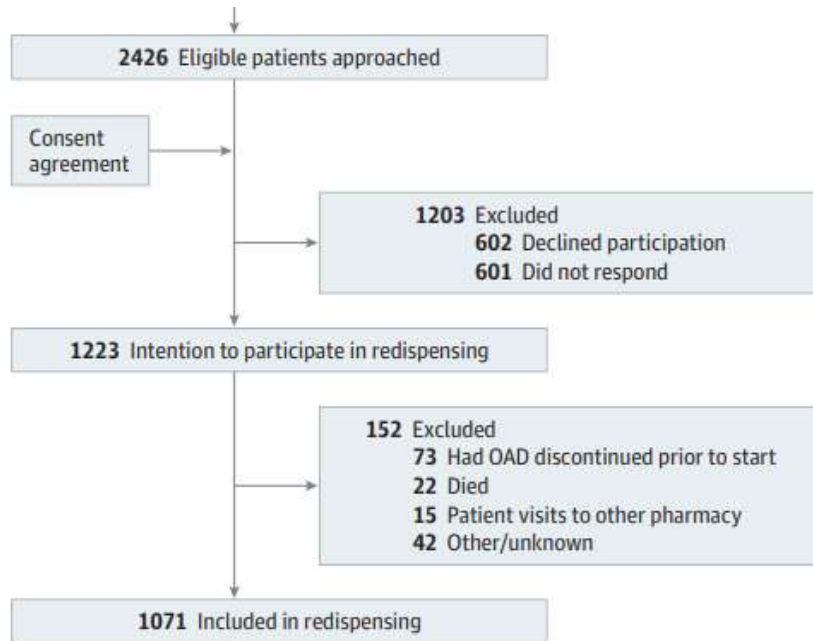 2426 Eligible patients approached
Consent
agreement
1203 Excluded
602 Declined participation
601 Did not respond
1223 Intention to participate in redispensing
152 Excluded
73 Had OAD discontinued prior to start
22 Died
15 Patient visits to other pharmacy
42 Other/unknown
1071 Included in redispensing